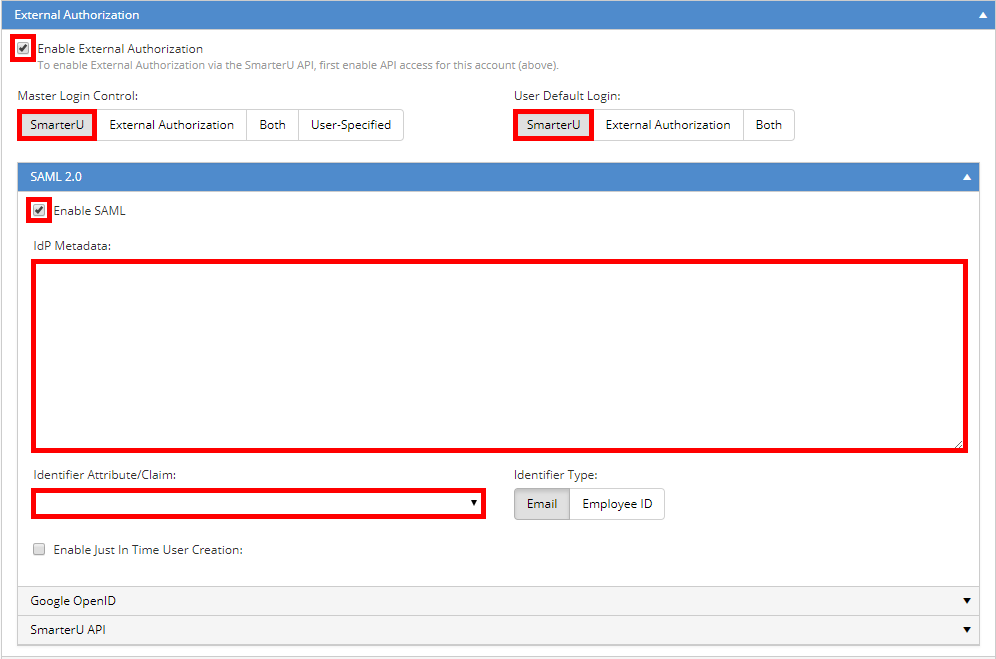 External Authorization
Enable External Authorization
To enable External Authorization via the SmarterU API, first enable API access for this account (above).
Master Login Control: User Default Login:
SmarterU External Authorization Both User-Specified SmarterU External Authorization Both
SAML 2.0
Enable SAML
IdP Metadata:
Identifier Attribute/Claim: Identifier Type:
Email Employee ID
Enable Just In Time User Creation:
Google OpenID
SmarterU API